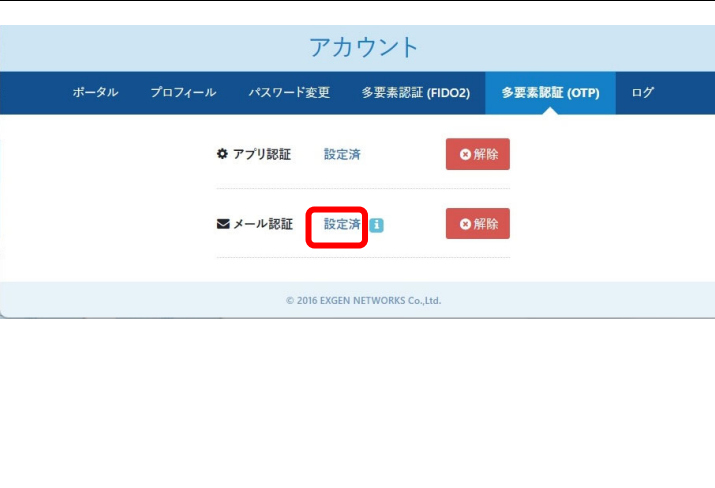 アカウント
ポータル プロフィール パスワード変更 多要素認証 (FIDO2) 多要素認証 (OTP) ログ
アプリ認証 設定済 解除
メール認証 設定済 i 解除
© 2016 EXGEN NETWORKS Co.,Ltd.